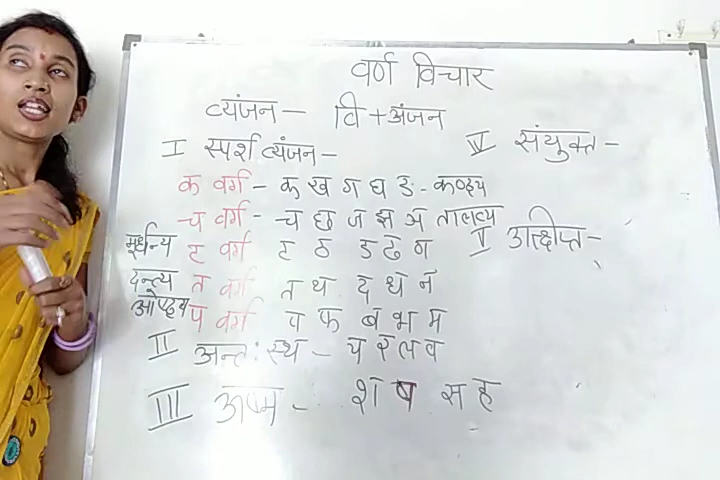 वर्ण विचार
व्यंजन - वि + अंजन
I स्पर्श व्यंजन -
IV संयुक्त -
क वर्ग - क ख ग घ ङ - कण्ठ्य
च वर्ग - च छ ज झ ञ तालव्य
V उत्क्षिप्त -
मूर्धन्य ट वर्ग ट ठ ड ढ ण
दन्त्य त वर्ग त थ द ध न
ओष्ठ्य प वर्ग प फ ब भ म
II अन्तःस्थ - य र ल व
III ऊष्म - श ष स ह